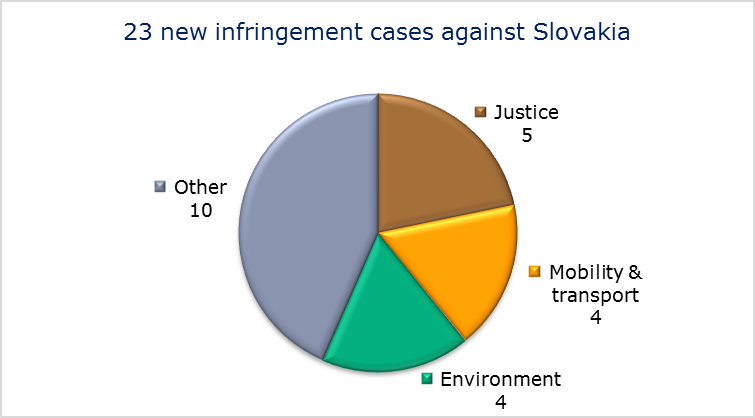 23 new infringement cases against Slovakia
Justice
5
Other
10
Mobility &
transport
4
Environment
4